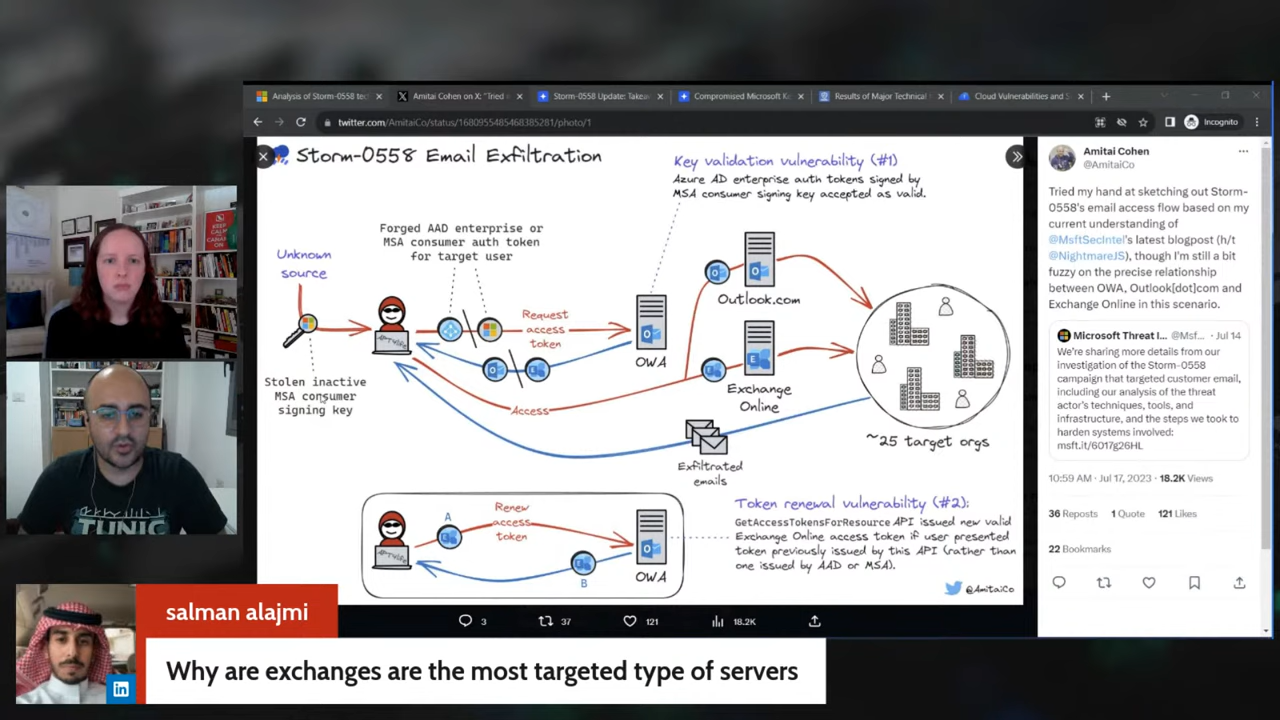 Analysis of Storm-0558 tec
Amitai Cohen on X: "Tried
Storm-0558 Update: Takea
Compromised Microsoft Ke
Results of Major Technical
Cloud Vulnerabilities and S
twitter.com/AmitaiCo/status/1680955485468385281/photo/1
Incognito
Storm-0558 Email Exfiltration
Key validation vulnerability (#1)
Azure AD enterprise auth tokens signed by
MSA consumer signing key accepted as valid.
Forged AAD enterprise or
MSA consumer auth token
for target user
Unknown
source
Stolen inactive
MSA consumer
signing key
Request
access
token
OWA
Access
Outlook.com
Exchange
Online
~25 target orgs
Exfiltrated
emails
A
Renew
access
token
B
OWA
Token renewal vulnerability (#2):
GetAccessTokensForResource API issued new valid
Exchange Online access token if user presented
token previously issued by this API (rather than
one issued by AAD or MSA).
@AmitaiCo
3
37
121
18.2K
Amitai Cohen
@AmitaiCo
Tried my hand at sketching out Storm-
0558's email access flow based on my
current understanding of
@MsftSecIntel's latest blogpost (h/t
@NightmareJS), though I'm still a bit
fuzzy on the precise relationship
between OWA, Outlook[dot]com and
Exchange Online in this scenario.
Microsoft Threat I... @Msf... · Jul 14
We're sharing more details from our
investigation of the Storm-0558
campaign that targeted customer email,
including our analysis of the threat
actor's techniques, tools, and
infrastructure, and the steps we took to
harden systems involved:
msft.it/6017g26HL
10:59 AM · Jul 17, 2023 · 18.2K Views
36 Reposts 1 Quote 121 Likes
22 Bookmarks
KEEP
CALM
TUNIC
salman alajmi
in
Why are exchanges are the most targeted type of servers